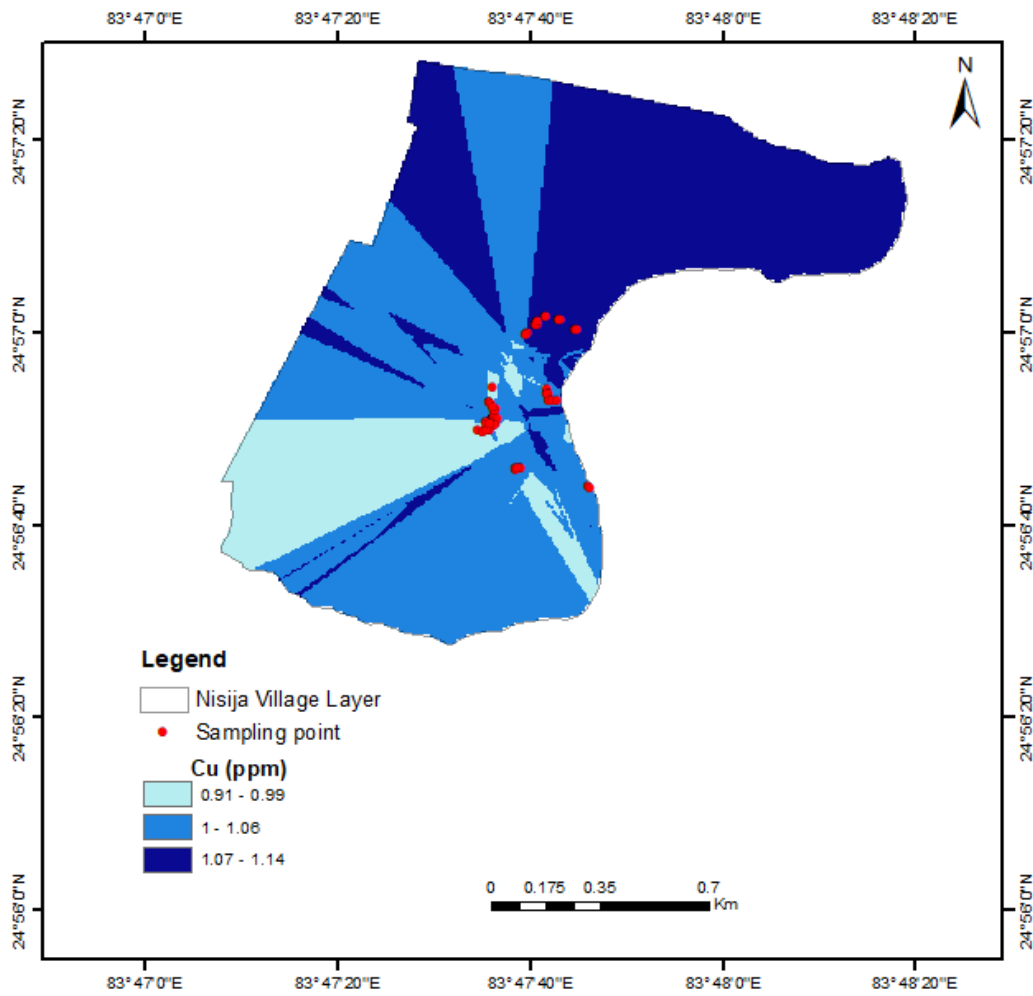 83°47'0"E 83°47'20"E 83°47'40"E 83°48'0"E 83°48'20"E
N
24°57'20"N 24°57'20"N
24°57'0"N 24°57'0"N
24°56'40"N 24°56'40"N
Legend
Nisija Village Layer
24°56'20"N 24°56'20"N
Sampling point
Cu (ppm)
0.91 - 0.99
1 - 1.06
1.07 - 1.14
0 0.175 0.35 0.7
Km
24°56'0"N 24°56'0"N
83°47'0"E 83°47'20"E 83°47'40"E 83°48'0"E 83°48'20"E